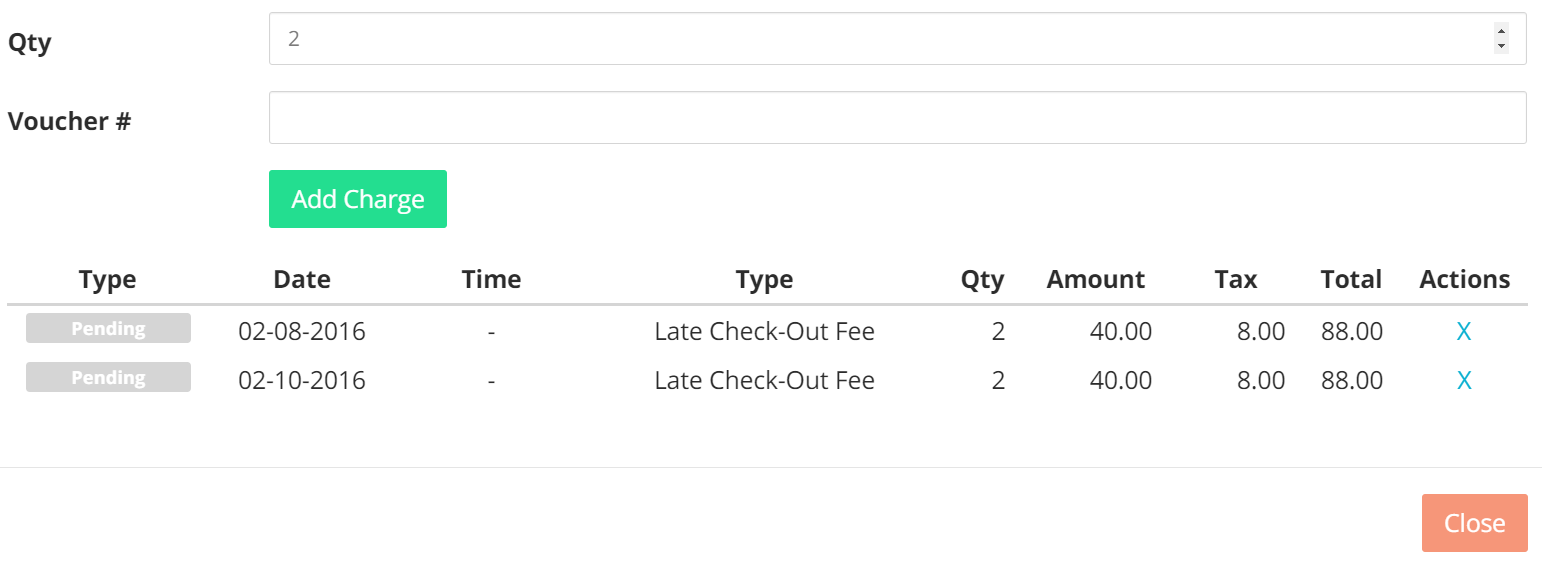 Qty 2
Voucher #
Add Charge
Type Date Time Type Qty Amount Tax Total Actions
Pending 02-08-2016 - Late Check-Out Fee 2 40.00 8.00 88.00 X
Pending 02-10-2016 - Late Check-Out Fee 2 40.00 8.00 88.00 X
Close